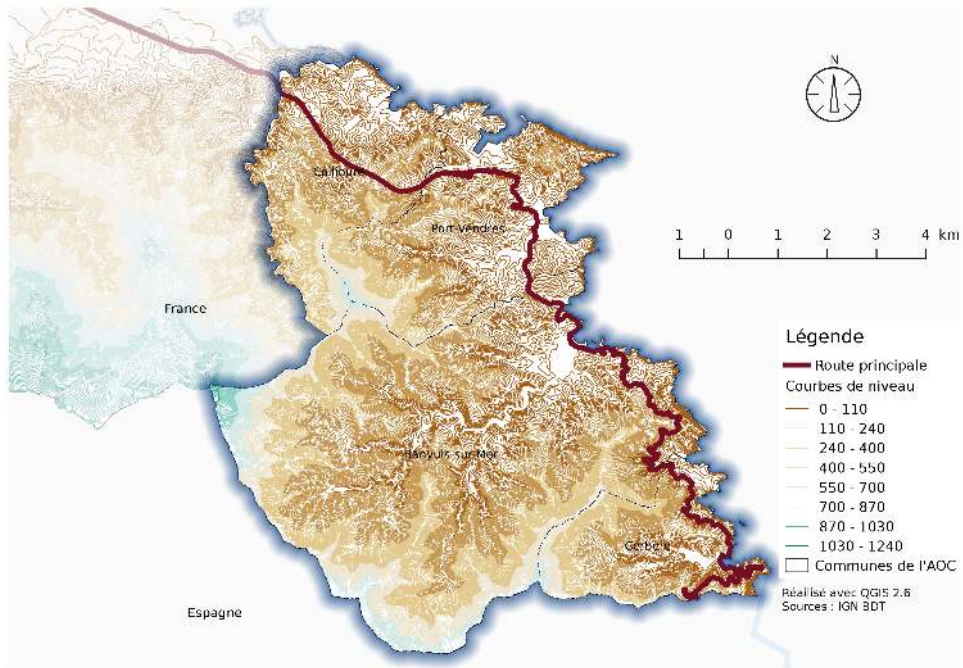 N
Collioure
Port-Vendres
1 0 1 2 3 4 km
France
Légende
Route principale
Courbes de niveau
0 - 110
110 - 240
240 - 400
400 - 550
550 - 700
700 - 870
870 - 1030
1030 - 1240
Communes de l'AOC
Banyuls-sur-Mer
Cerbère
Réalisé avec QGIS 2.6
Sources : IGN BDT
Espagne